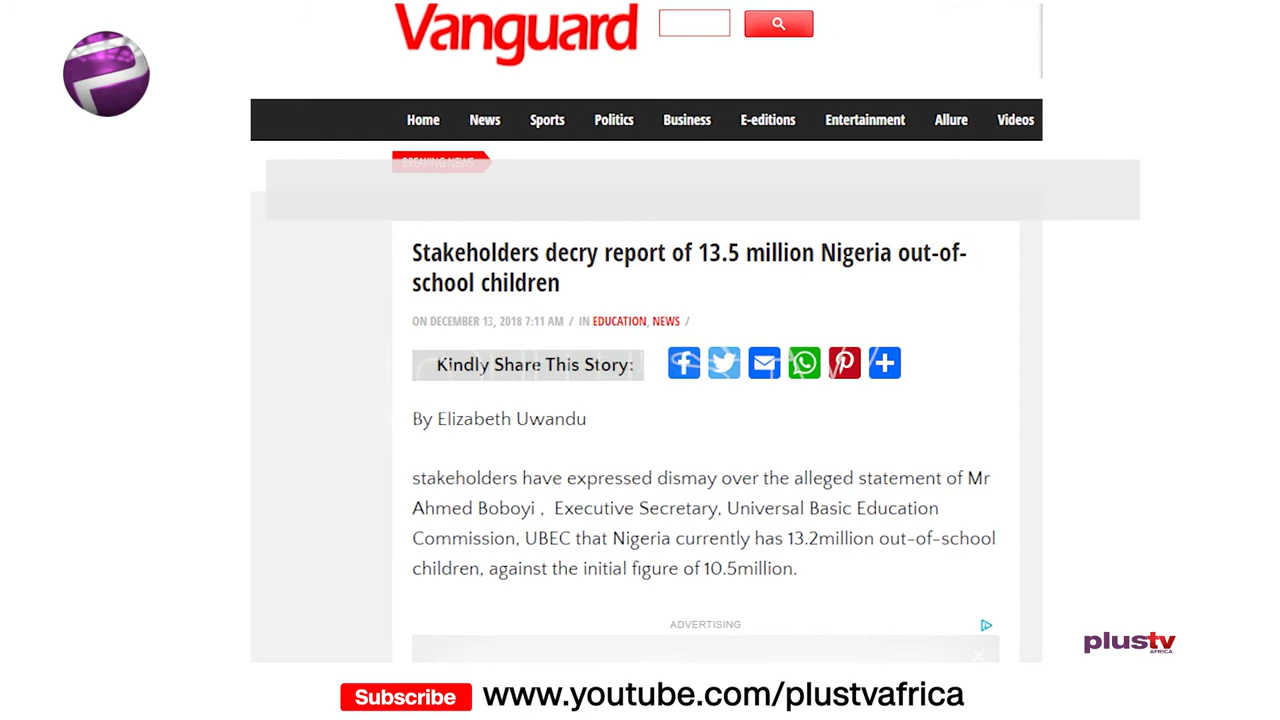 Vanguard
Home News Sports Politics Business E-editions Entertainment Allure Videos
BREAKING NEWS
Stakeholders decry report of 13.5 million Nigeria out-of-
school children
ON DECEMBER 13, 2018 7:11 AM / IN EDUCATION, NEWS /
Kindly Share This Story:
By Elizabeth Uwandu
stakeholders have expressed dismay over the alleged statement of Mr
Ahmed Boboyi , Executive Secretary, Universal Basic Education
Commission, UBEC that Nigeria currently has 13.2million out-of-school
children, against the initial figure of 10.5million.
ADVERTISING
plustv
AFRICA
Subscribe www.youtube.com/plustvafrica